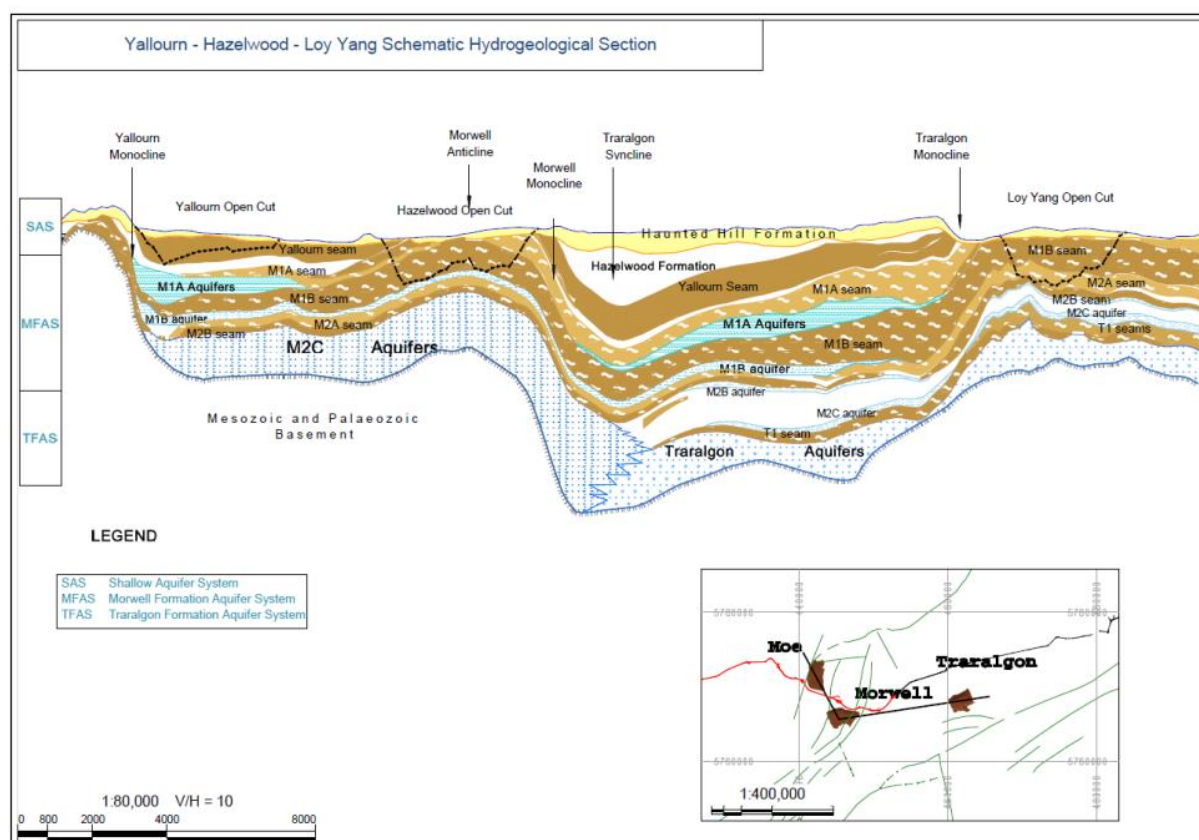 Yallourn - Hazelwood - Loy Yang Schematic Hydrogeological Section
Yallourn
Monocline
Morwell
Anticline
Morwell
Monocline
Traralgon
Syncline
Traralgon
Monocline
Yallourn Open Cut
Hazelwood Open Cut
Loy Yang Open Cut
SAS
MFAS
TFAS
Haunted Hill Formation
Hazelwood Formation
Yallourn seam
M1A seam
M1A Aquifers
M1B seam
M1B aquifer
M2B seam
M2A seam
M2C Aquifers
Yallourn Seam
M1A seam
M1A Aquifers
M1B seam
M1B aquifer
M2B aquifer
M2C aquifer
T1 seam
Traralgon Aquifers
M1B seam
M2A seam
M2B seam
M2C aquifer
T1 seams
Mesozoic and Palaeozoic
Basement
LEGEND
SAS Shallow Aquifer System
MFAS Morwell Formation Aquifer System
TFAS Traralgon Formation Aquifer System
Moe
Traralgon
Morwell
1:400,000
1:80,000 V/H = 10
0 800 2000 4000 8000